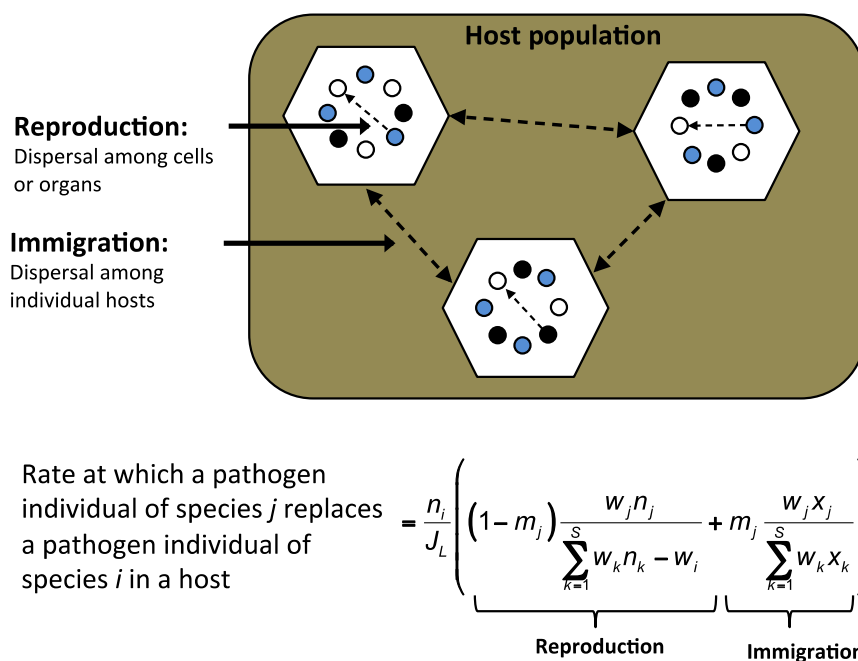 Host population
Reproduction:
Dispersal among cells
or organs
Immigration:
Dispersal among
individual hosts
Rate at which a pathogen
individual of species j replaces
a pathogen individual of
species i in a host
= n_i / J_L ( (1 − m_j) w_j n_j / ∑_{k=1}^{S} w_k n_k − w_i + m_j w_j x_j / ∑_{k=1}^{S} w_k x_k
Reproduction
Immigration